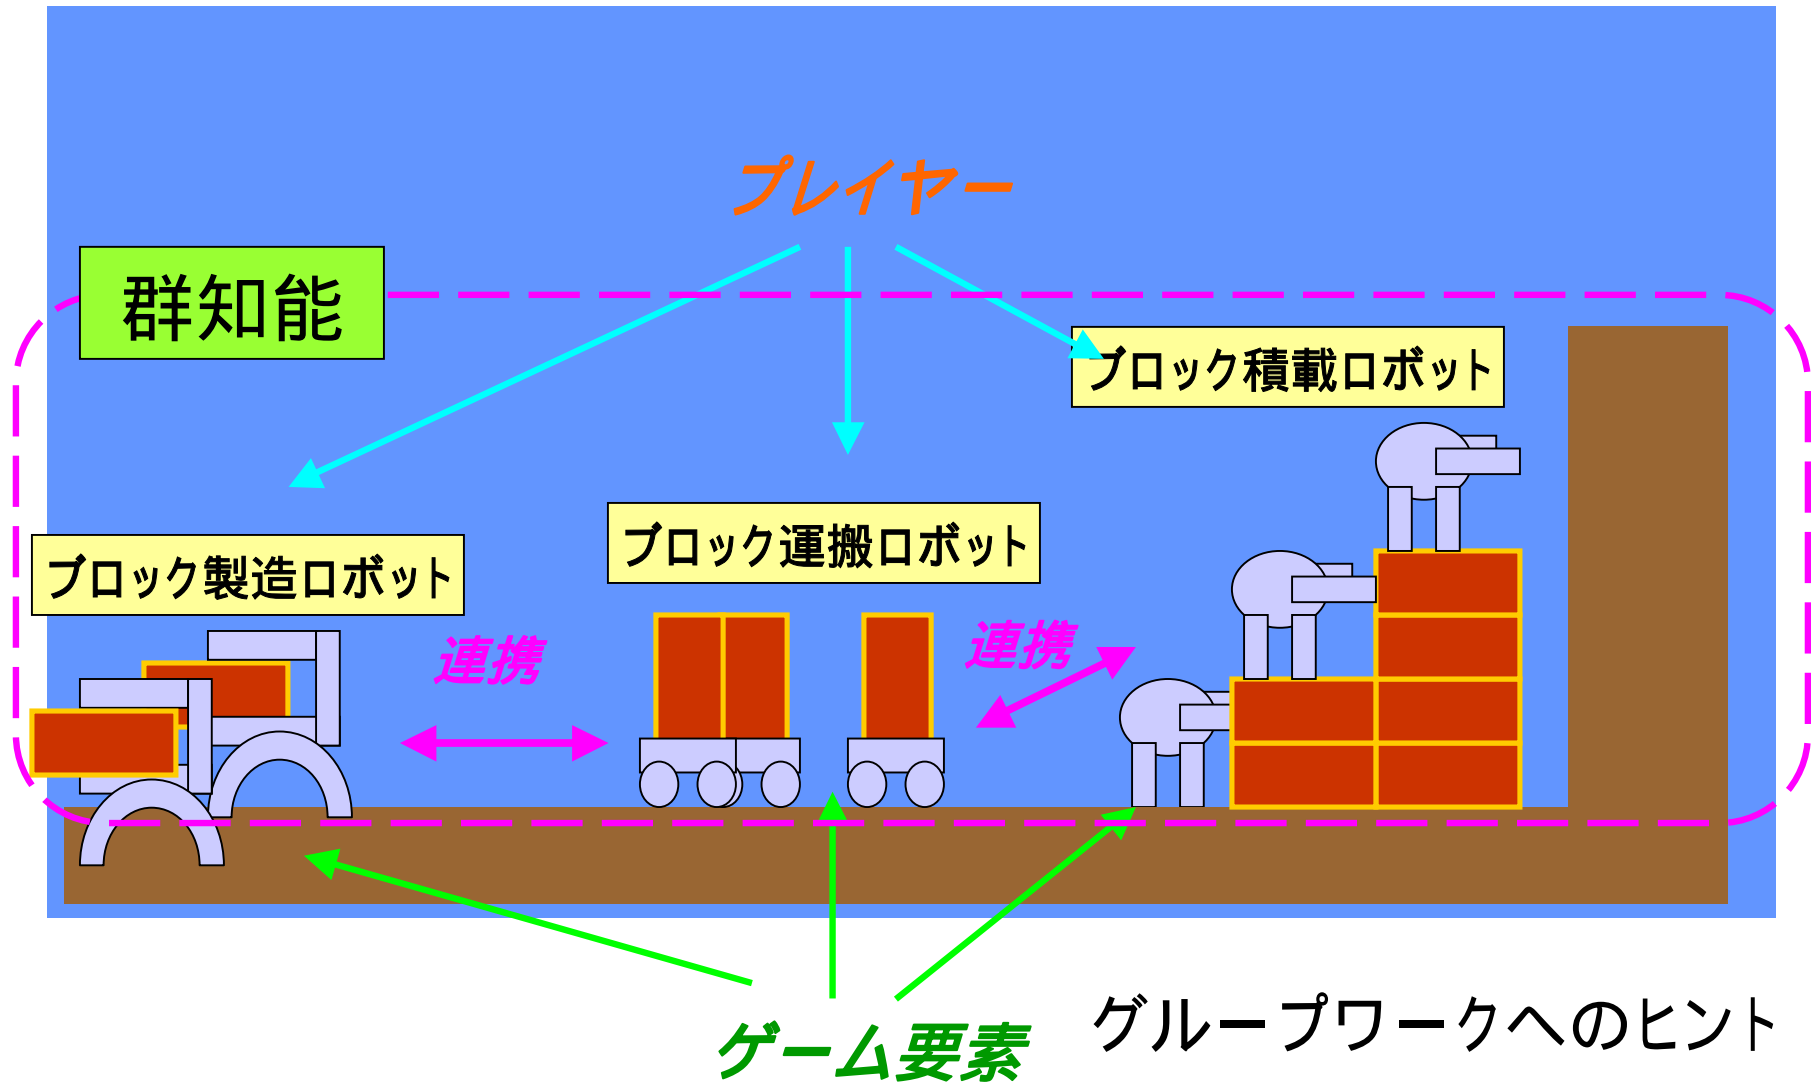 プレイヤー
群知能
ブロック積載ロボット
ブロック運搬ロボット
ブロック製造ロボット
連携
連携
ゲーム要素
グループワークへのヒント